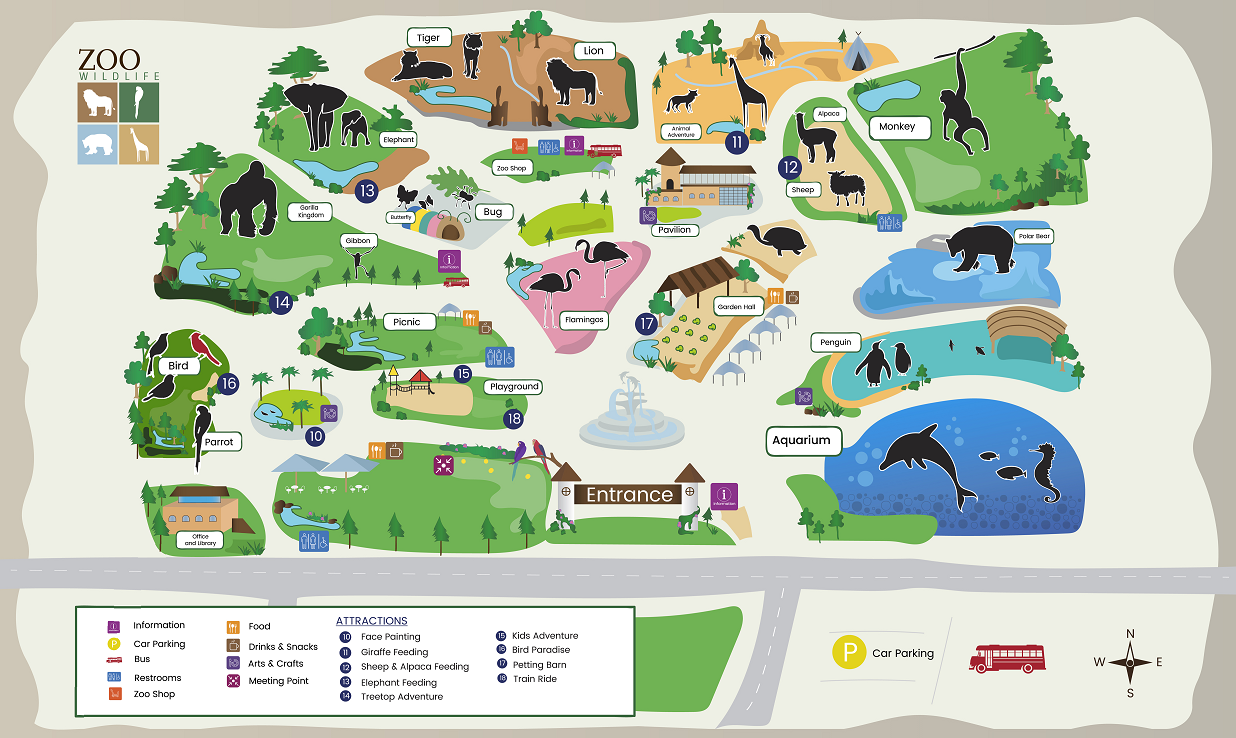 ZOO
WILDLIFE
Tiger
Lion
Elephant
Zoo Shop
information
Animal
Adventure
11
Alpaca
12
Sheep
Monkey
13
Gorilla
Kingdom
Butterfly
Bug
Pavilion
Gibbon
information
14
Polar Bear
Flamingos
Garden Hall
17
Picnic
Penguin
Bird
16
15
Playground
18
10
Parrot
Aquarium
Entrance
information
Office
and Library
Information
Car Parking
Bus
Restrooms
Zoo Shop
Food
Drinks & Snacks
Arts & Crafts
Meeting Point
ATTRACTIONS
10 Face Painting
11 Giraffe Feeding
12 Sheep & Alpaca Feeding
13 Elephant Feeding
14 Treetop Adventure
15 Kids Adventure
16 Bird Paradise
17 Petting Barn
18 Train Ride
P Car Parking
N
W E
S